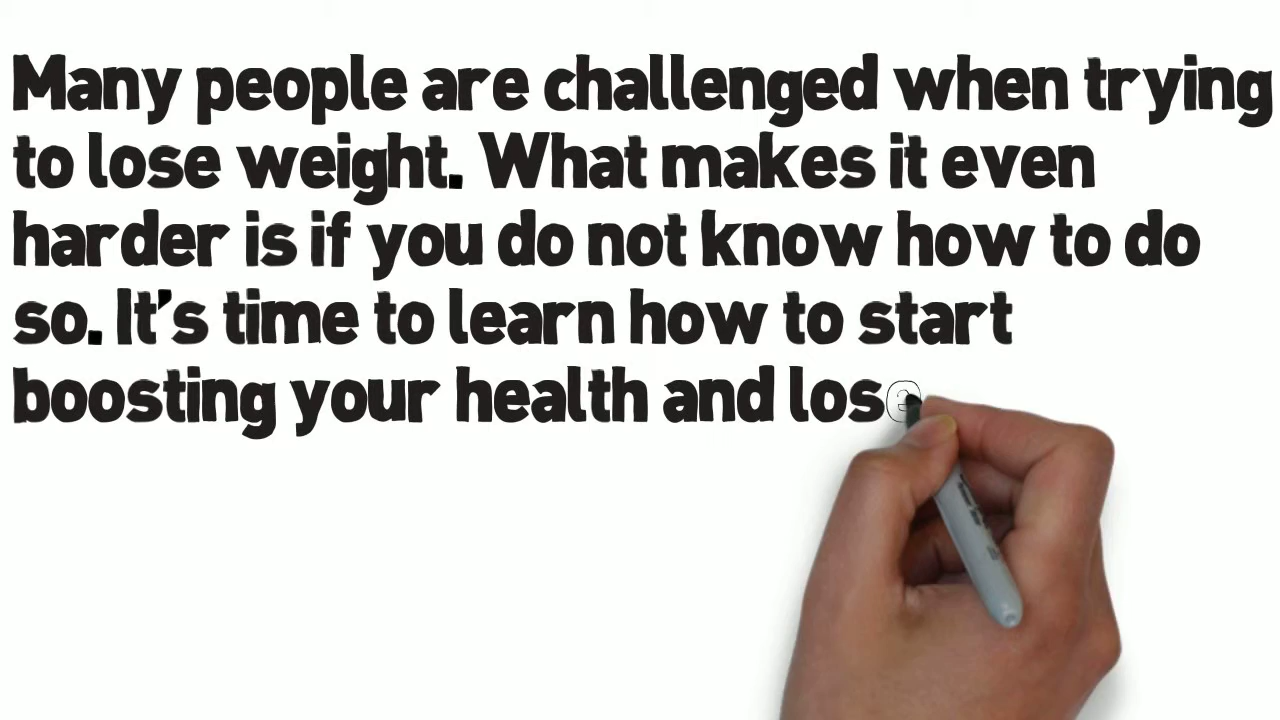 Many people are challenged when trying
to lose weight. What makes it even
harder is if you do not know how to do
so. It’s time to learn how to start
boosting your health and lose